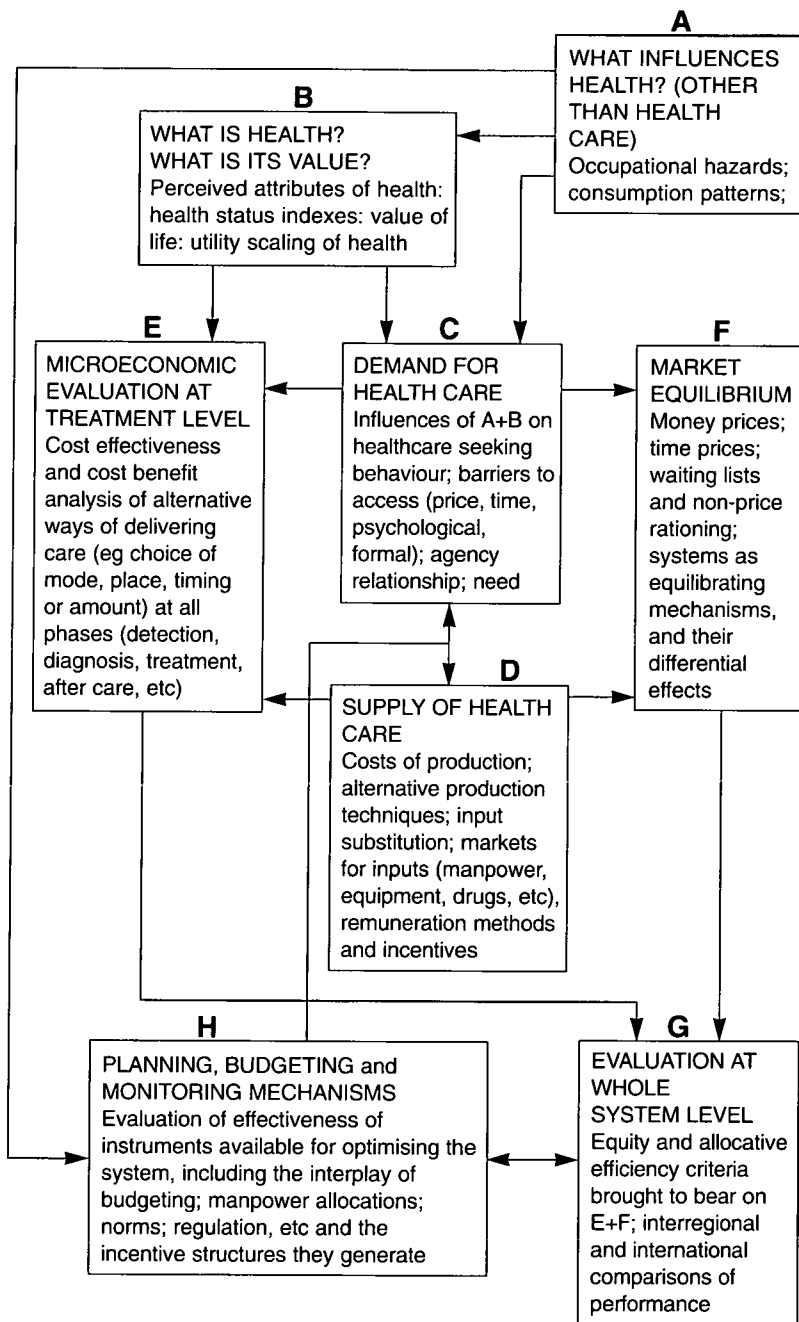 A
WHAT INFLUENCES
HEALTH? (OTHER
THAN HEALTH
CARE)
Occupational hazards;
consumption patterns;
B
WHAT IS HEALTH?
WHAT IS ITS VALUE?
Perceived attributes of health:
health status indexes: value of
life: utility scaling of health
E
MICROECONOMIC
EVALUATION AT
TREATMENT LEVEL
Cost effectiveness
and cost benefit
analysis of alternative
ways of delivering
care (eg choice of
mode, place, timing
or amount) at all
phases (detection,
diagnosis, treatment,
after care, etc)
C
DEMAND FOR
HEALTH CARE
Influences of A+B on
healthcare seeking
behaviour; barriers to
access (price, time,
psychological,
formal); agency
relationship; need
F
MARKET
EQUILIBRIUM
Money prices;
time prices;
waiting lists
and non-price
rationing;
systems as
equilibrating
mechanisms,
and their
differential
effects
D
SUPPLY OF HEALTH
CARE
Costs of production;
alternative production
techniques; input
substitution; markets
for inputs (manpower,
equipment, drugs, etc),
remuneration methods
and incentives
H
PLANNING, BUDGETING and
MONITORING MECHANISMS
Evaluation of effectiveness of
instruments available for optimising the
system, including the interplay of
budgeting; manpower allocations;
norms; regulation, etc and the
incentive structures they generate
G
EVALUATION AT
WHOLE
SYSTEM LEVEL
Equity and allocative
efficiency criteria
brought to bear on
E+F; interregional
and international
comparisons of
performance